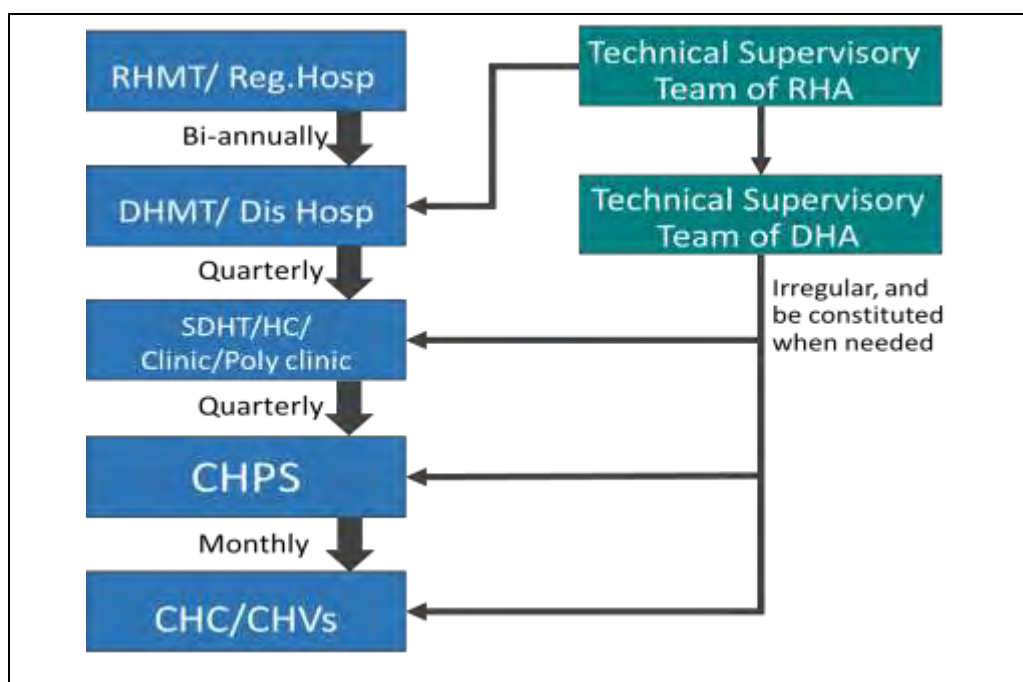 RHMT/ Reg.Hosp
Bi-annually
DHMT/ Dis Hosp
Quarterly
SDHT/HC/
Clinic/Poly clinic
Quarterly
CHPS
Monthly
CHC/CHVs
Technical Supervisory
Team of RHA
Technical Supervisory
Team of DHA
Irregular, and
be constituted
when needed